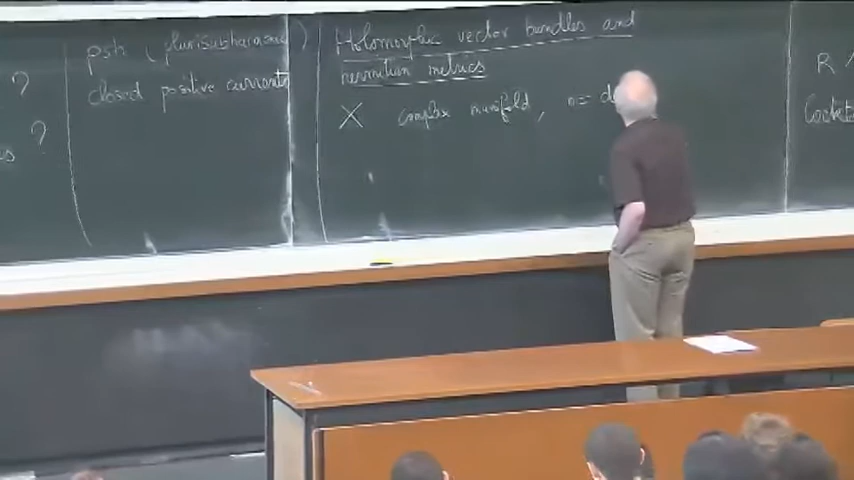 ?
?
psh (plurisubharmonic)
closed positive currents
Holomorphic vector bundles and
hermitian metrics
X complex manifold, n = d
R